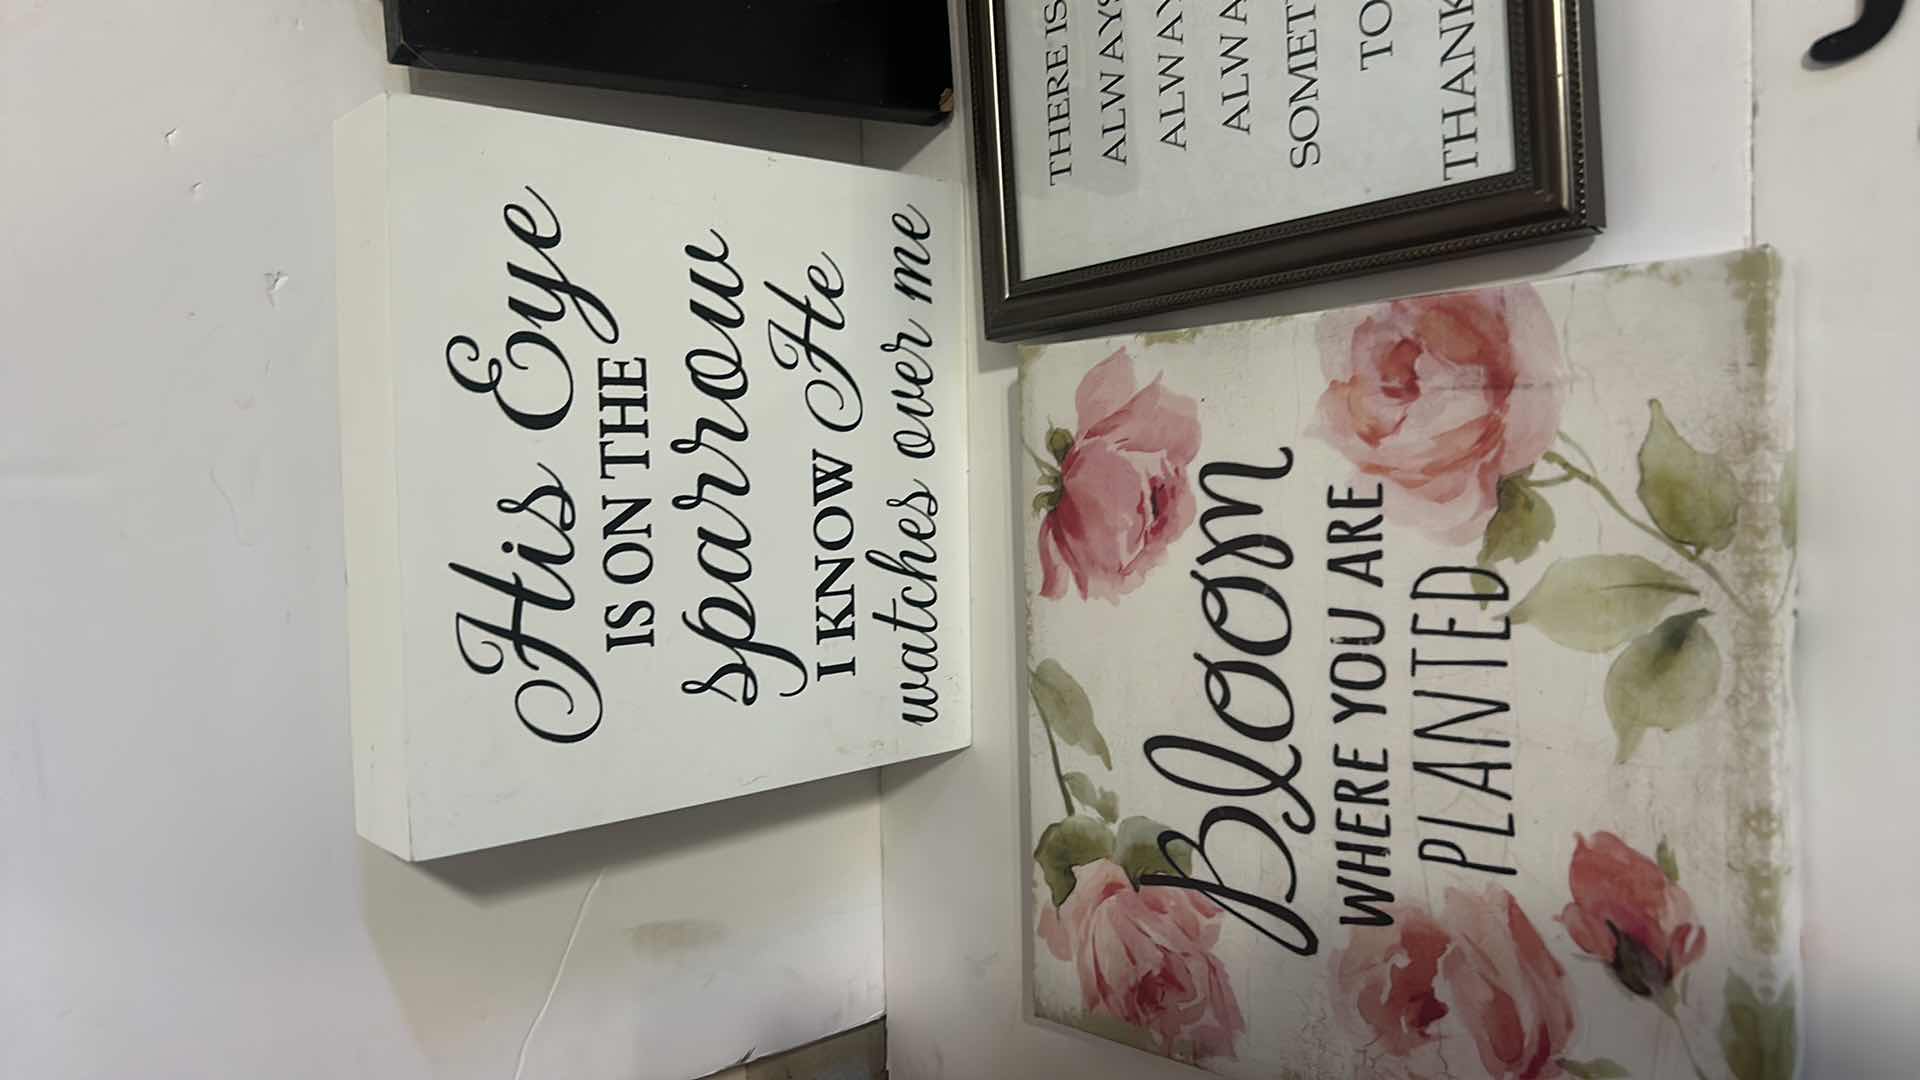 His Eye
IS ON THE
sparrow
I KNOW He
watches over me
THERE IS
ALWAYS
ALWAY
ALWA
SOMET
TO
THANK
Bloom
WHERE YOU ARE
PLANTED